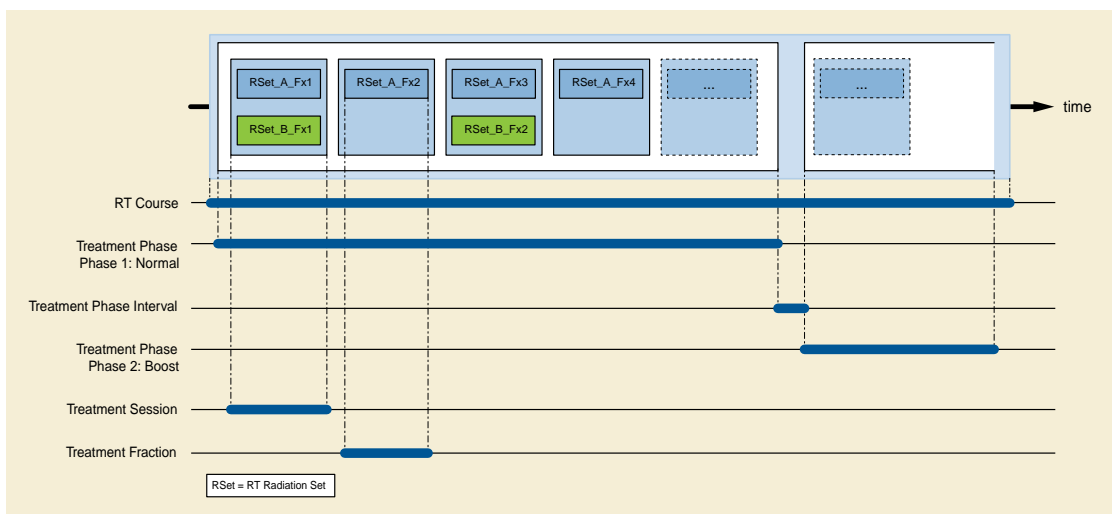 RSet_A_Fx1
RSet_A_Fx2
RSet_A_Fx3
RSet_A_Fx4
...
...
time
RSet_B_Fx1
RSet_B_Fx2
RT Course
Treatment Phase
Phase 1: Normal
Treatment Phase Interval
Treatment Phase
Phase 2: Boost
Treatment Session
Treatment Fraction
RSet = RT Radiation Set